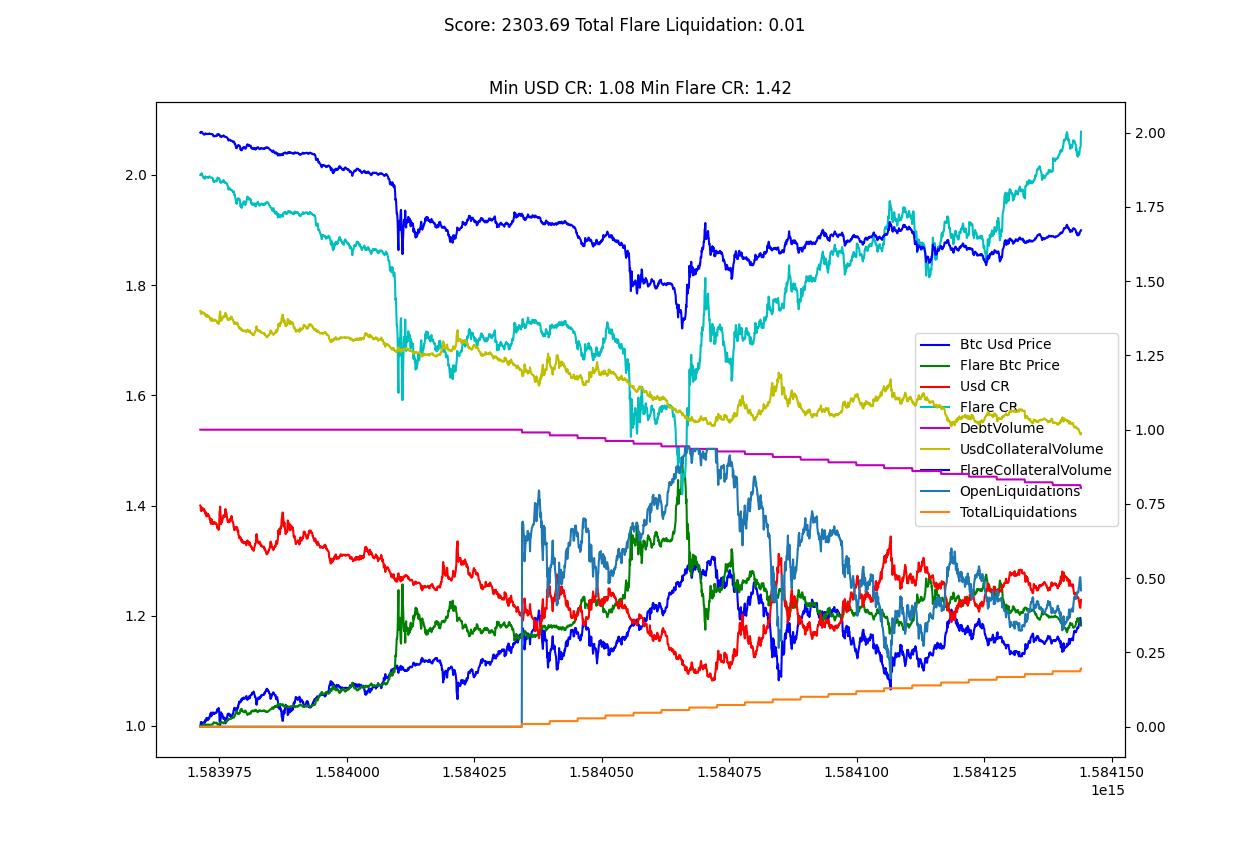 Score: 2303.69 Total Flare Liquidation: 0.01
Min USD CR: 1.08 Min Flare CR: 1.42
2.0
1.8
1.6
1.4
1.2
1.0
2.00
1.75
1.50
1.25
1.00
0.75
0.50
0.25
0.00
Btc Usd Price
Flare Btc Price
Usd CR
Flare CR
DebtVolume
UsdCollateralVolume
FlareCollateralVolume
OpenLiquidations
TotalLiquidations
1.583975 1.584000 1.584025 1.584050 1.584075 1.584100 1.584125 1.584150
1e15